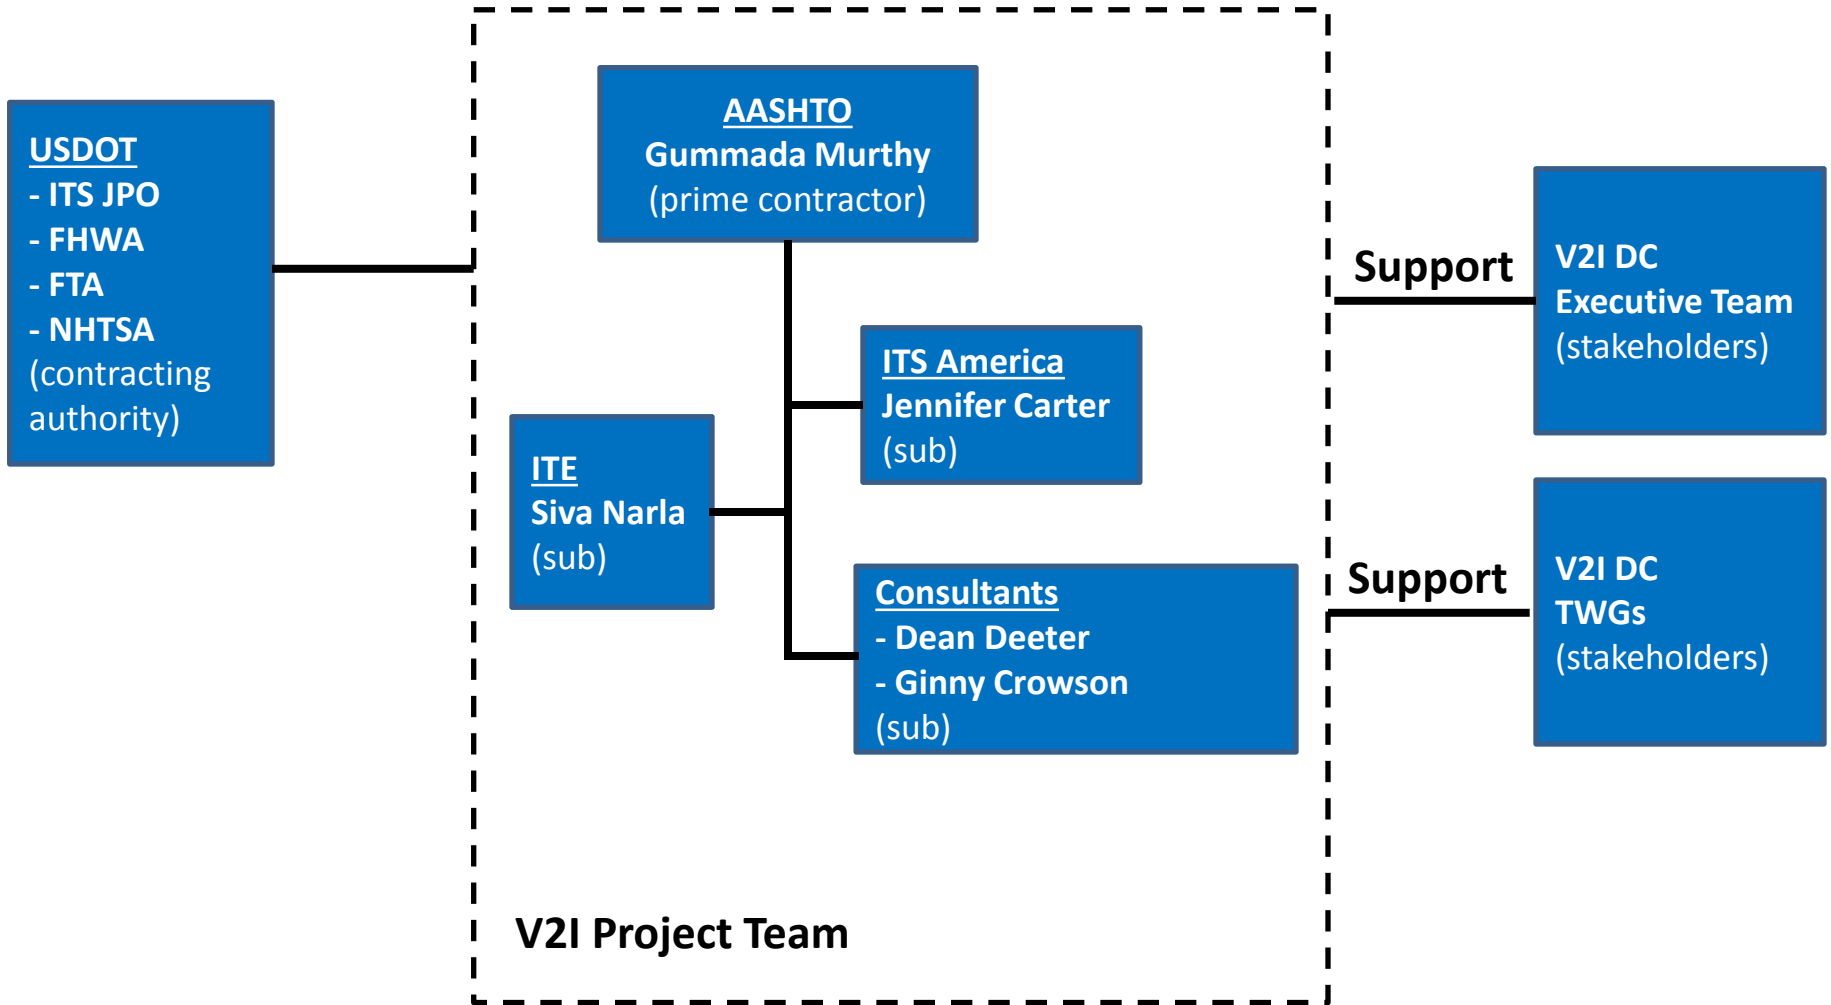 USDOT
- ITS JPO
- FHWA
- FTA
- NHTSA
(contracting
authority)
AASHTO
Gummada Murthy
(prime contractor)
ITS America
Jennifer Carter
(sub)
ITE
Siva Narla
(sub)
Consultants
- Dean Deeter
- Ginny Crowson
(sub)
V2I Project Team
Support
V2I DC
Executive Team
(stakeholders)
Support
V2I DC
TWGs
(stakeholders)